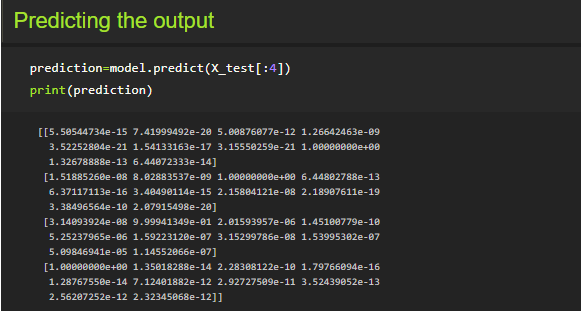 Predicting the output
prediction=model.predict(X_test[:4])
print(prediction)
[[5.50544734e-15 7.41999492e-20 5.00876077e-12 1.26642463e-09
3.52252804e-21 1.54133163e-17 3.15550259e-21 1.00000000e+00
1.32678888e-13 6.44072333e-14]
[1.51885260e-08 8.02883537e-09 1.00000000e+00 6.44802788e-13
6.37117113e-16 3.40490114e-15 2.15804121e-08 2.18907611e-19
3.38496564e-10 2.07915498e-20]
[3.14093924e-08 9.99941349e-01 2.01593957e-06 1.45100779e-10
5.25237965e-06 1.59223120e-07 3.15299786e-08 1.53995302e-07
5.09846941e-05 1.14552066e-07]
[1.00000000e+00 1.35018288e-14 2.28308122e-10 1.79766094e-16
1.28767550e-14 7.12401882e-12 2.92727509e-11 3.52439052e-13
2.56207252e-12 2.32345068e-12]]